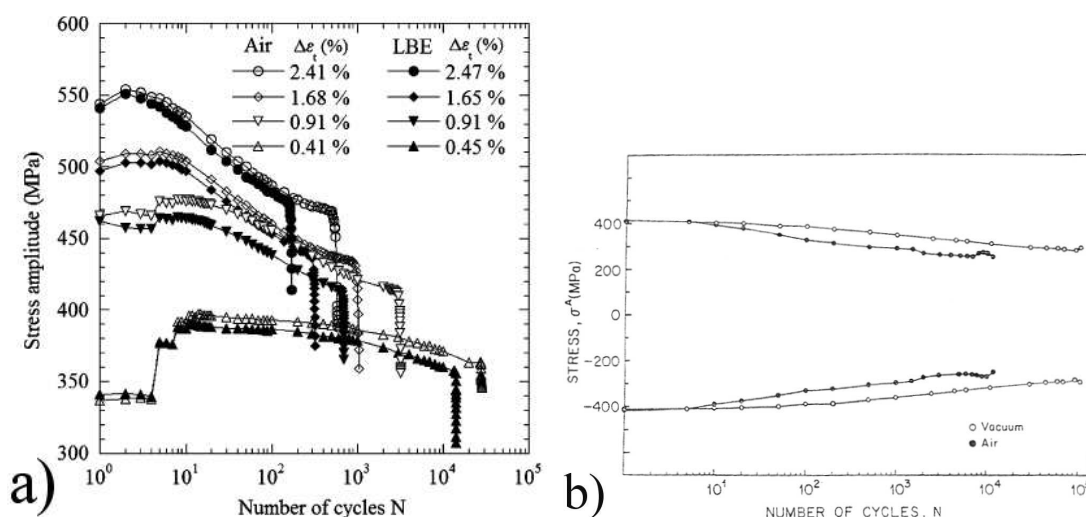 600
550
500
450
400
350
300
Stress amplitude (MPa)
Air Δεt (%) LBE Δεt (%)
2.41 % 2.47 %
1.68 % 1.65 %
0.91 % 0.91 %
0.41 % 0.45 %
10^0 10^1 10^2 10^3 10^4 10^5
Number of cycles N
a)
400
200
0
-200
-400
STRESS, σ^A (MPa)
Vacuum
Air
10^1 10^2 10^3 10^4
NUMBER OF CYCLES, N
b)